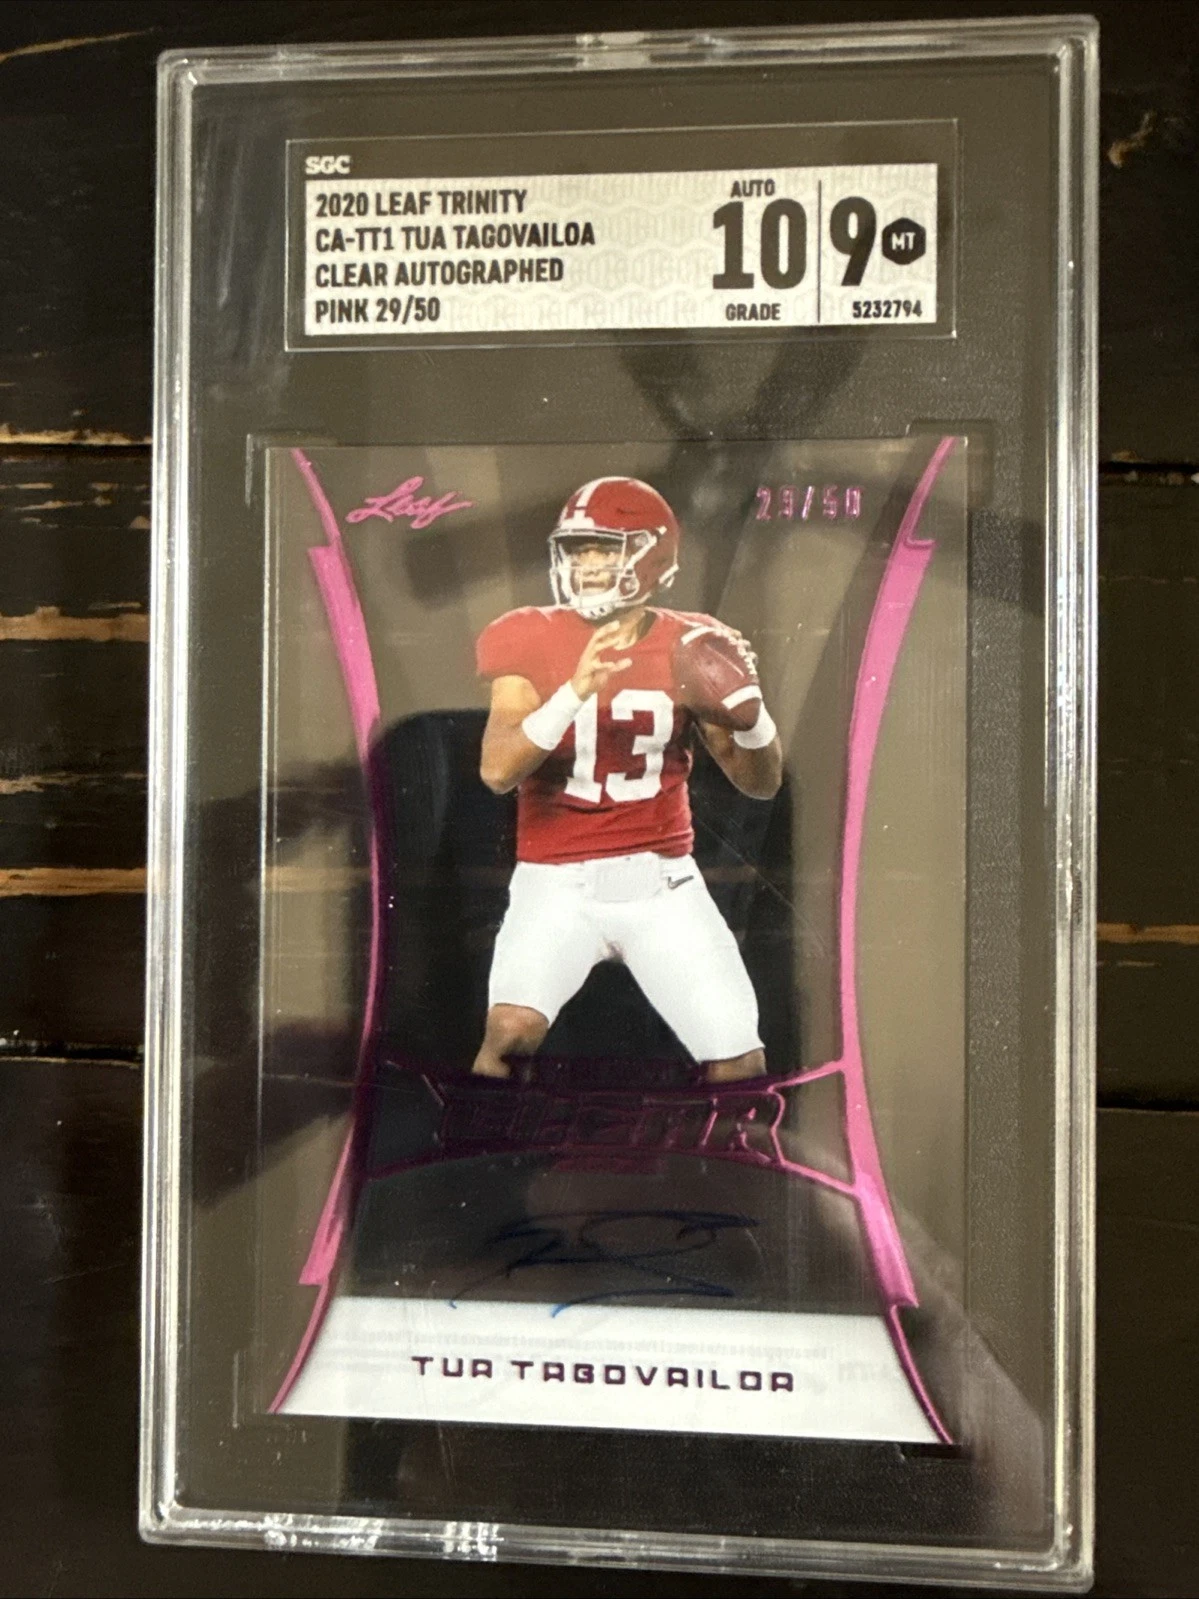 SGC
2020 LEAF TRINITY
CA-TT1 TUA TAGOVAILOA
CLEAR AUTOGRAPHED
PINK 29/50
AUTO
10
GRADE
9
MT
5232794
Leaf
29/50
13
CLEAR
TUA TAGOVAILOA